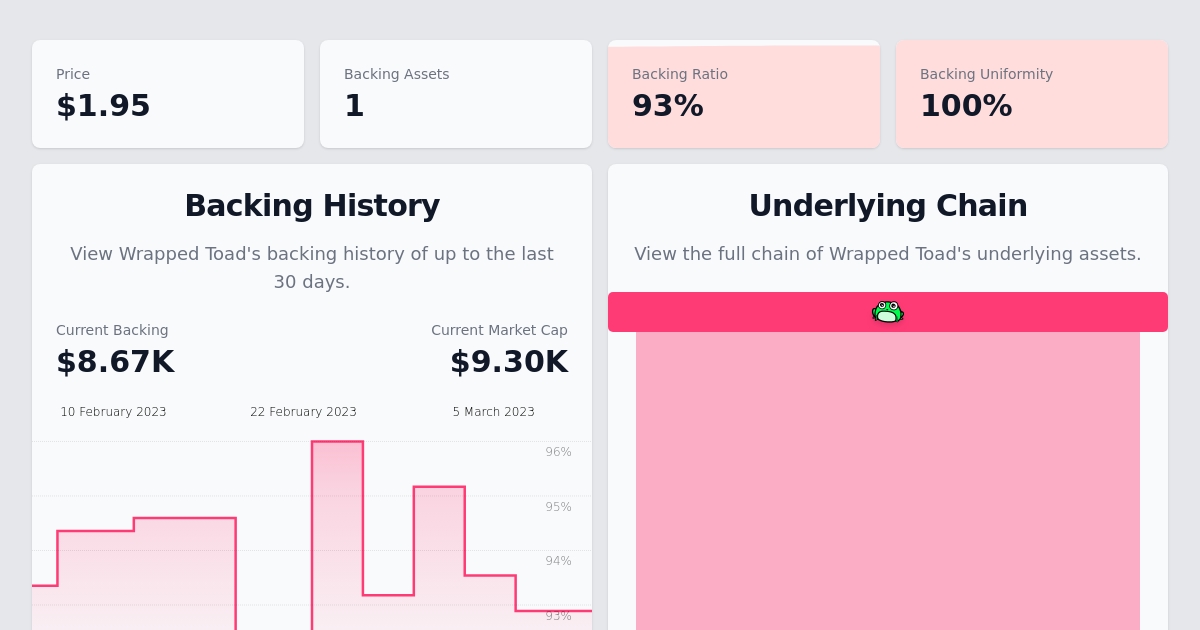 Price
$1.95
Backing Assets
1
Backing Ratio
93%
Backing Uniformity
100%
Backing History
View Wrapped Toad's backing history of up to the last
30 days.
Current Backing
$8.67K
Current Market Cap
$9.30K
10 February 2023
22 February 2023
5 March 2023
96%
95%
94%
93%
Underlying Chain
View the full chain of Wrapped Toad's underlying assets.